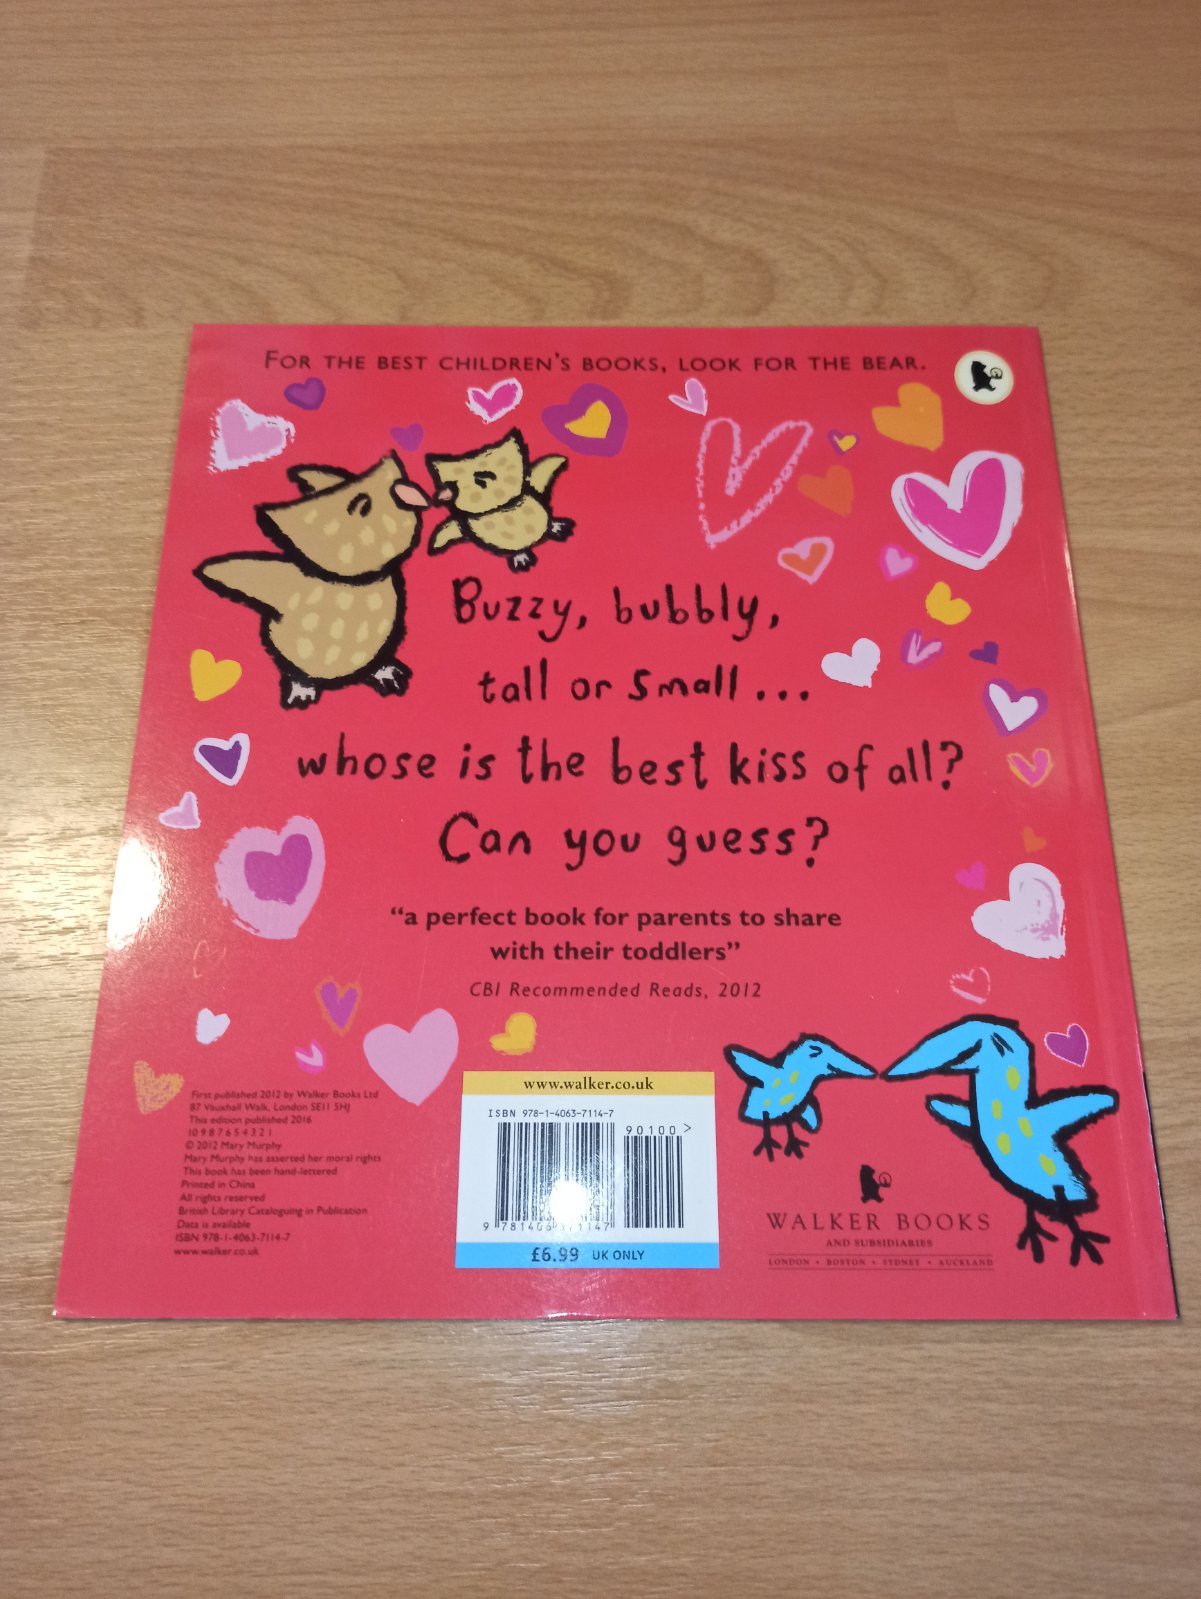 FOR THE BEST CHILDREN'S BOOKS, LOOK FOR THE BEAR.
Buzzy, bubbly,
tall or small...
whose is the best kiss of all?
Can you guess?
“a perfect book for parents to share
with their toddlers”
CBI Recommended Reads, 2012
First published 2012 by Walker Books Ltd
87 Vauxhall Walk, London SE11 5HJ
This edition published 2016
10 9 8 7 6 5 4 3 2 1
© 2012 Mary Murphy
Mary Murphy has asserted her moral rights
This book has been hand-lettered
Printed in China
All rights reserved
British Library Cataloguing in Publication
Data is available
ISBN 978-1-4063-7114-7
www.walker.co.uk
www.walker.co.uk
ISBN 978-1-4063-7114-7
90100>
9 781406 371147
£6.99 UK ONLY
WALKER BOOKS
AND SUBSIDIARIES
LONDON • BOSTON • SYDNEY • AUCKLAND